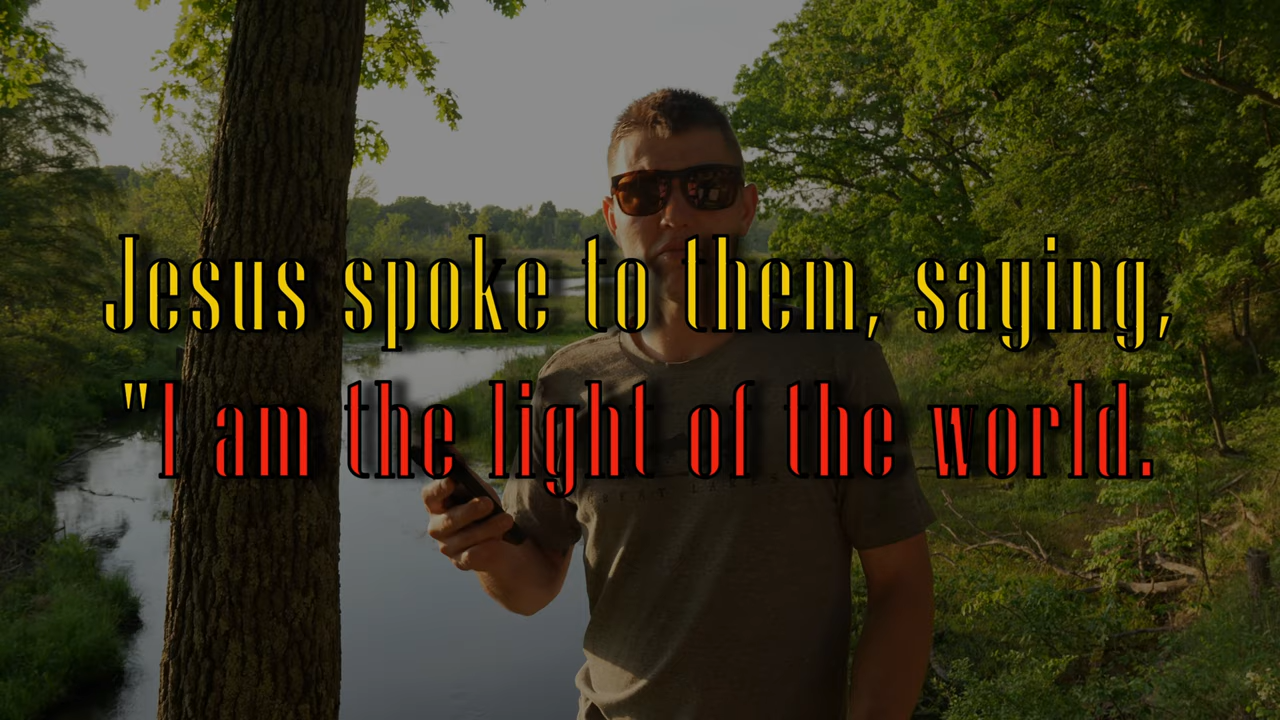 Jesus spoke to them, saying,
"I am the light of the world.